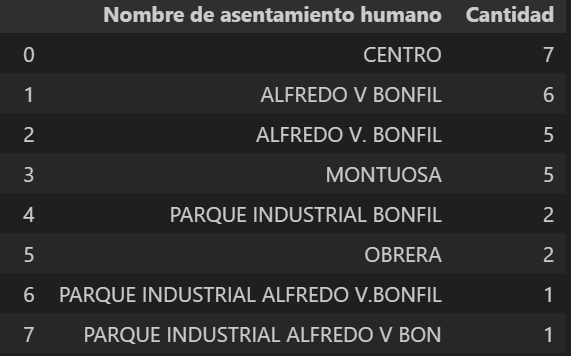 Nombre de asentamiento humano Cantidad
0 CENTRO 7
1 ALFREDO V BONFIL 6
2 ALFREDO V. BONFIL 5
3 MONTUOSA 5
4 PARQUE INDUSTRIAL BONFIL 2
5 OBRERA 2
6 PARQUE INDUSTRIAL ALFREDO V.BONFIL 1
7 PARQUE INDUSTRIAL ALFREDO V BON 1